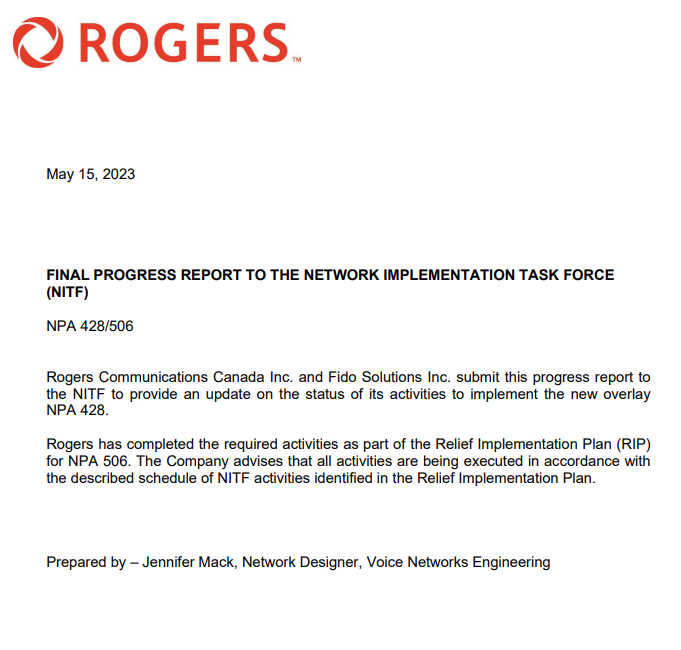 ROGERS™
May 15, 2023
FINAL PROGRESS REPORT TO THE NETWORK IMPLEMENTATION TASK FORCE
(NITF)
NPA 428/506
Rogers Communications Canada Inc. and Fido Solutions Inc. submit this progress report to
the NITF to provide an update on the status of its activities to implement the new overlay
NPA 428.
Rogers has completed the required activities as part of the Relief Implementation Plan (RIP)
for NPA 506. The Company advises that all activities are being executed in accordance with
the described schedule of NITF activities identified in the Relief Implementation Plan.
Prepared by – Jennifer Mack, Network Designer, Voice Networks Engineering